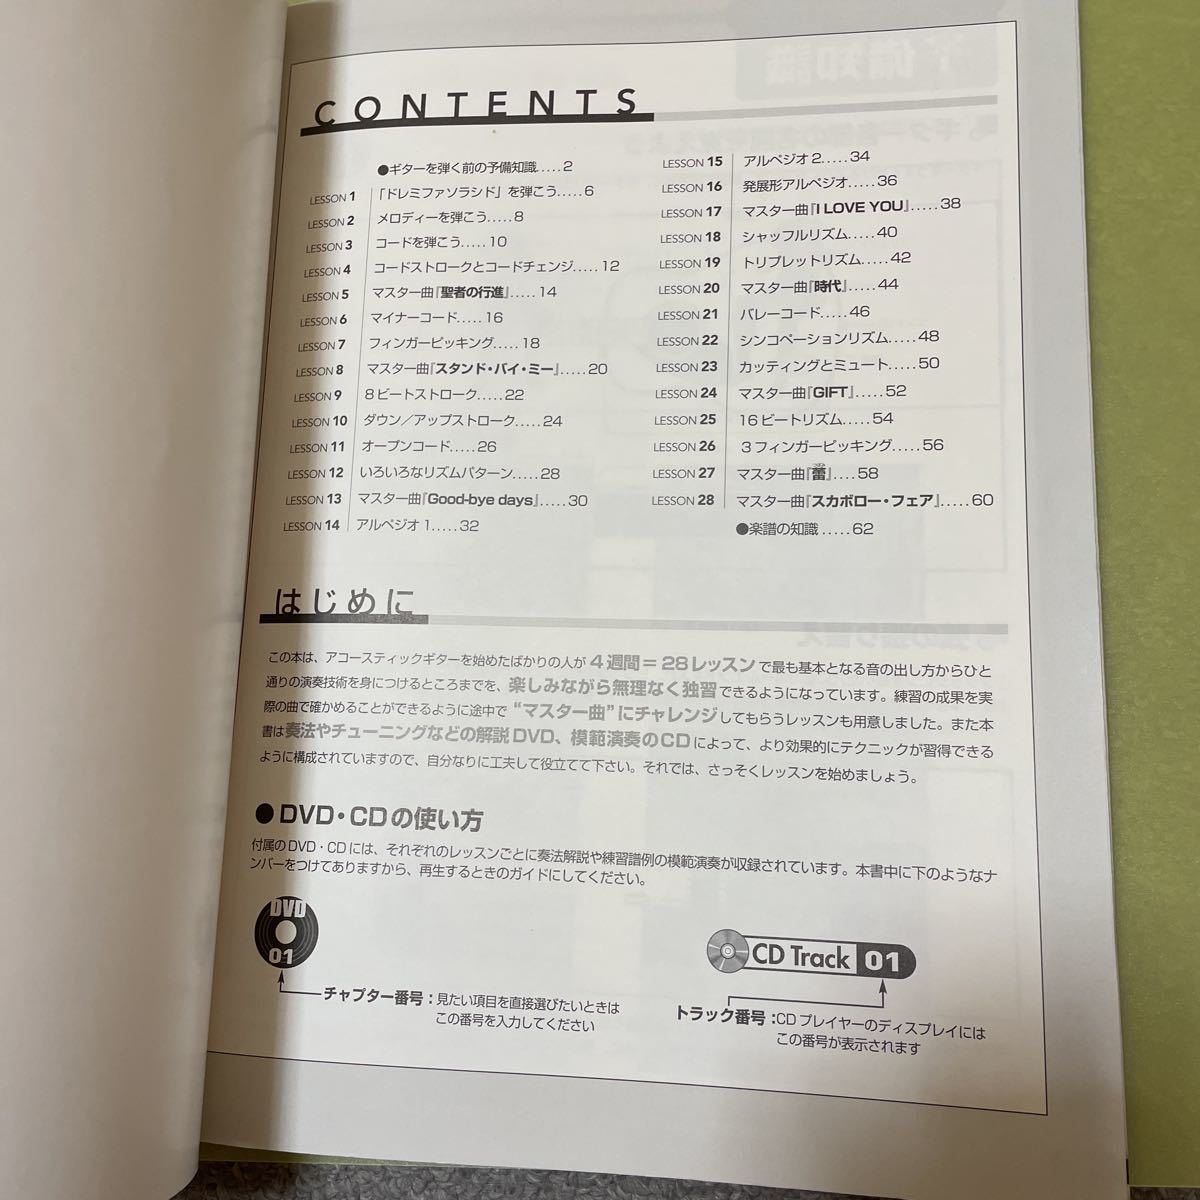 CONTENTS
●ギターを弾く前の予備知識.....2
LESSON 1 「ドレミファソラシド」を弾こう.....6
LESSON 2 メロディーを弾こう.....8
LESSON 3 コードを弾こう.....10
LESSON 4 コードストロークとコードチェンジ.....12
LESSON 5 マスター曲『聖者の行進』.....14
LESSON 6 マイナーコード.....16
LESSON 7 フィンガーピッキング.....18
LESSON 8 マスター曲『スタンド・バイ・ミー』.....20
LESSON 9 8ビートストローク.....22
LESSON 10 ダウン／アップストローク.....24
LESSON 11 オープンコード.....26
LESSON 12 いろいろなリズムパターン.....28
LESSON 13 マスター曲『Good-bye days』.....30
LESSON 14 アルペジオ1.....32
LESSON 15 アルペジオ2.....34
LESSON 16 発展形アルペジオ.....36
LESSON 17 マスター曲『I LOVE YOU』.....38
LESSON 18 シャッフルリズム.....40
LESSON 19 トリプレットリズム.....42
LESSON 20 マスター曲『時代』.....44
LESSON 21 バレーコード.....46
LESSON 22 シンコペーションリズム.....48
LESSON 23 カッティングとミュート.....50
LESSON 24 マスター曲『GIFT』.....52
LESSON 25 16ビートリズム.....54
LESSON 26 3フィンガーピッキング.....56
LESSON 27 マスター曲『蕾』....58
LESSON 28 マスター曲『スカボロー・フェア』.....60
●楽譜の知識.....62
はじめに
この本は、アコースティックギターを始めたばかりの人が4週間＝28レッスンで最も基本となる音の出し方からひと
通りの演奏技術を身につけるところまでを、楽しみながら無理なく独習できるようになっています。練習の成果を実
際の曲で確かめることができるように途中で“マスター曲”にチャレンジしてもらうレッスンも用意しました。また本
書は奏法やチューニングなどの解説DVD、模範演奏のCDによって、より効果的にテクニックが習得できる
ように構成されていますので、自分なりに工夫して役立てて下さい。それでは、さっそくレッスンを始めましょう。
●DVD・CDの使い方
付属のDVD・CDには、それぞれのレッスンごとに奏法解説や練習譜例の模範演奏が収録されています。本書中に下のようなナ
ンバーをつけてありますから、再生するときのガイドにしてください。
DVD
01
チャプター番号：見たい項目を直接選びたいときは
この番号を入力してください
CD Track 01
トラック番号：CDプレイヤーのディスプレイには
この番号が表示されます